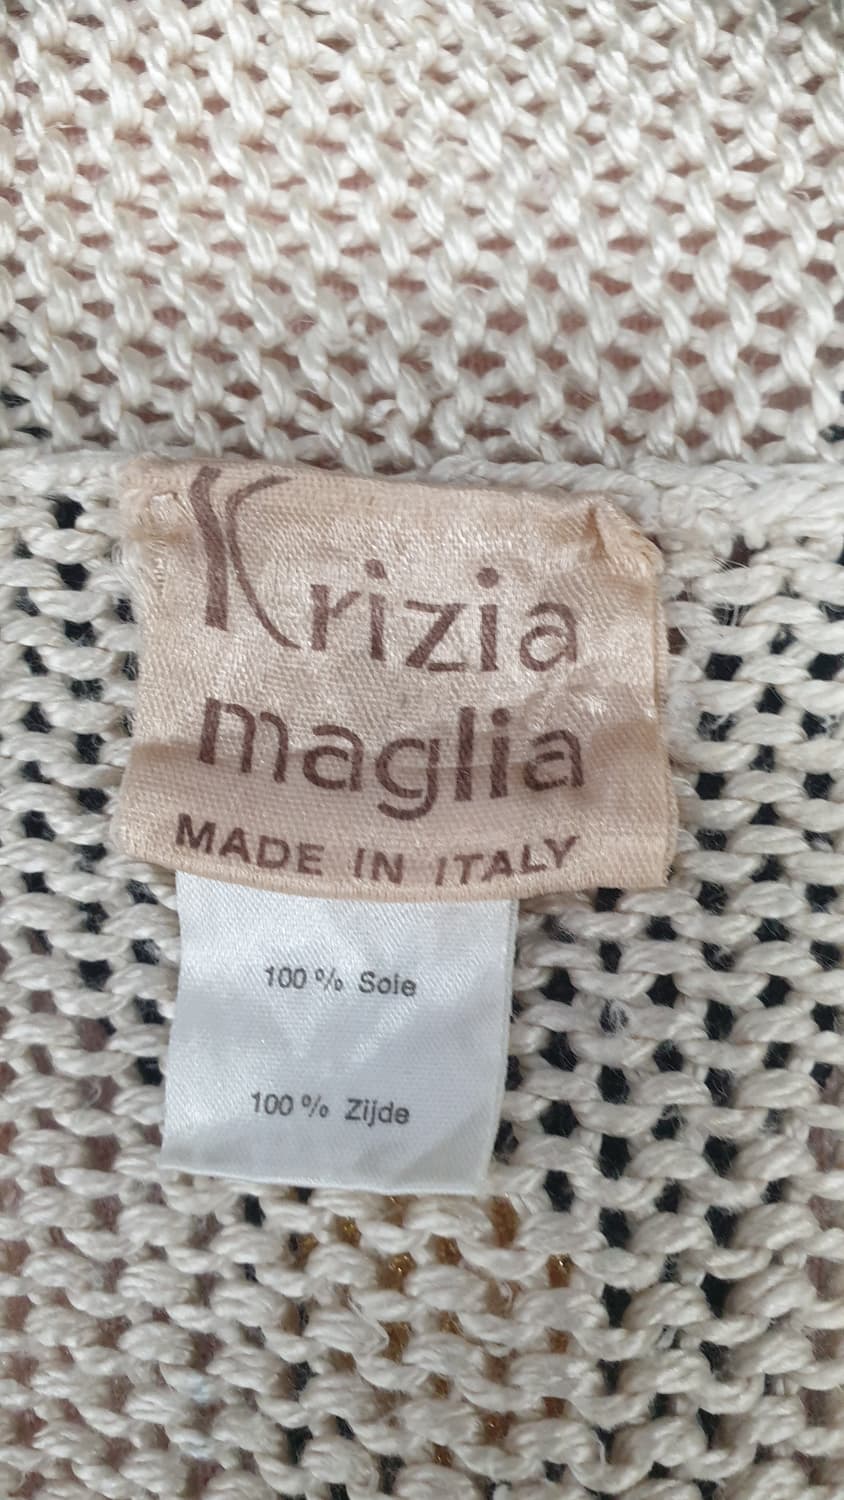 Krizia
maglia
MADE IN ITALY
100 % Soie
100 % Zijde